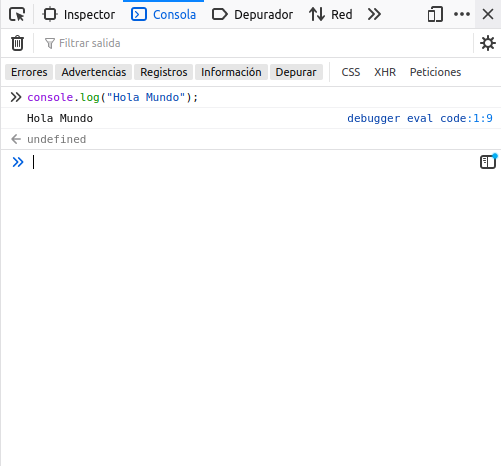 Inspector Consola Depurador Red
Filtrar salida
Errores Advertencias Registros Información Depurar CSS XHR Peticiones
console.log("Hola Mundo");
Hola Mundo debugger eval code:1:9
undefined